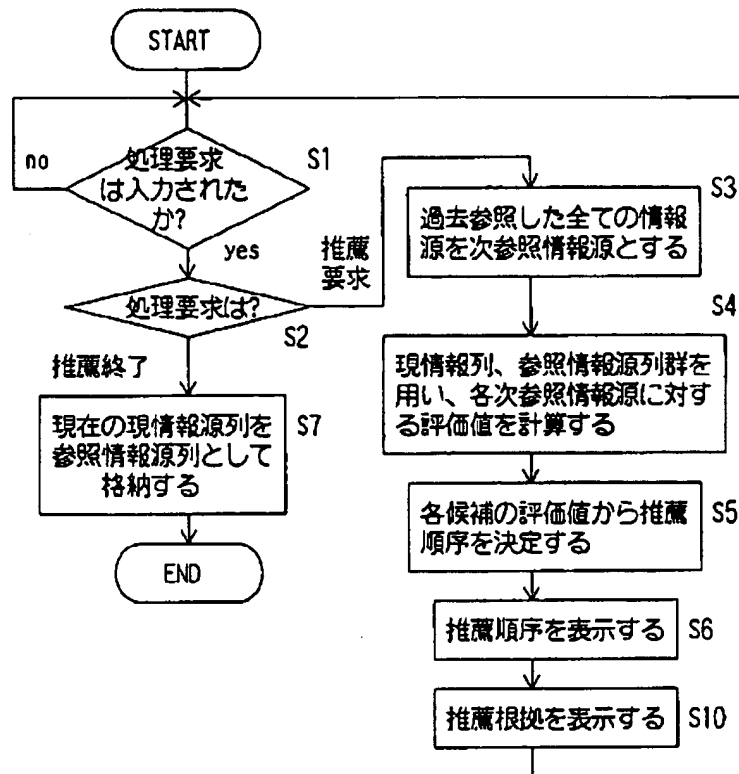 START
no
処理要求
は入力された
か?
S1
yes
処理要求は?
S2
推薦
要求
推薦終了
現在の現情報源列を
参照情報源列として
格納する
S7
END
過去参照した全ての情報
源を次参照情報源とする
S3
現情報列、参照情報源列群を
用い、各次参照情報源に対す
る評価値を計算する
S4
各候補の評価値から推薦
順序を決定する
S5
推薦順序を表示する
S6
推薦根拠を表示する
S10